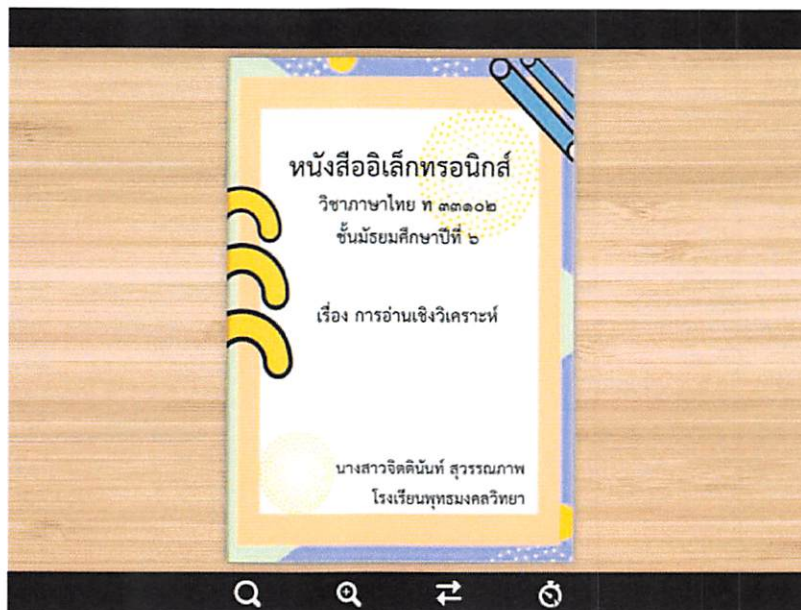 หนังสืออิเล็กทรอนิกส์
วิชาภาษาไทย ท ๓๓๑๐๒
ชั้นมัธยมศึกษาปีที่ ๖
เรื่อง การอ่านเชิงวิเคราะห์
นางสาวจิตตินันท์ สุวรรณภาพ
โรงเรียนพุทธมงคลวิทยา